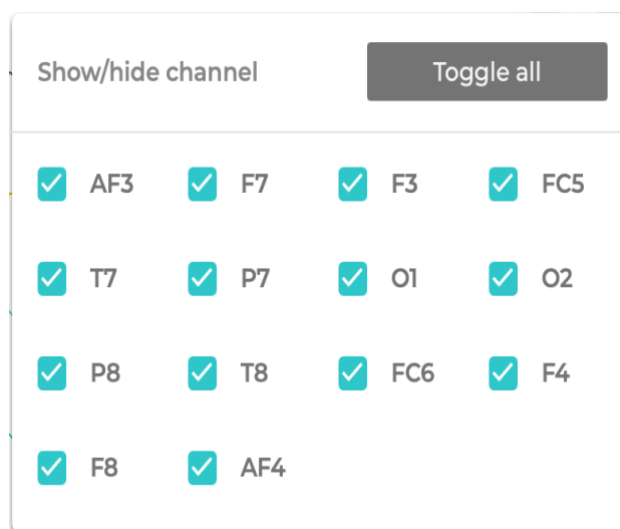 Show/hide channel Toggle all
AF3 F7 F3 FC5
T7 P7 O1 O2
P8 T8 FC6 F4
F8 AF4